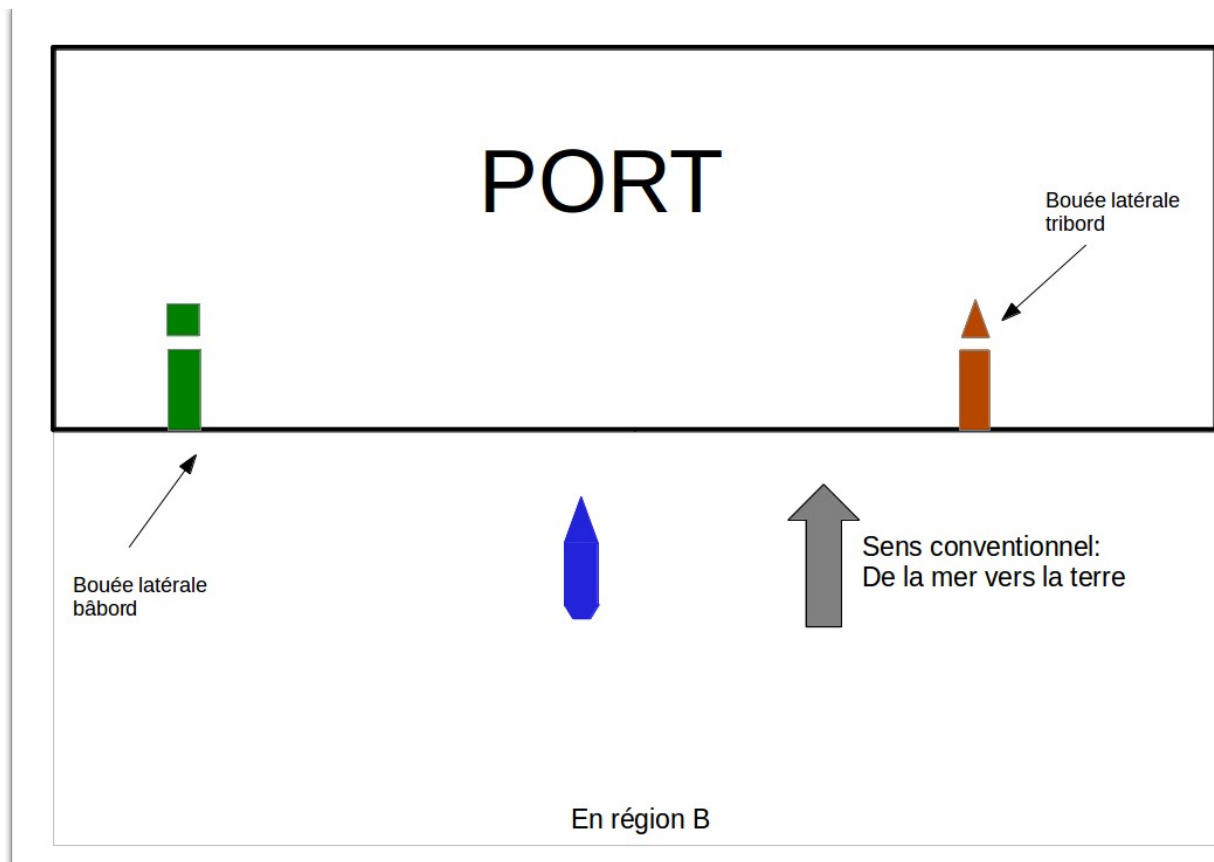 PORT
Bouée latérale
tribord
Bouée latérale
bâbord
Sens conventionnel:
De la mer vers la terre
En région B